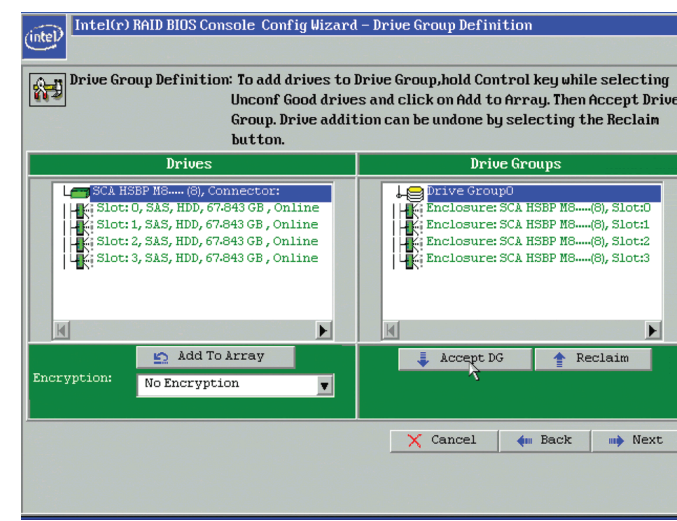 intel
Intel(r) RAID BIOS Console Config Wizard – Drive Group Definition
Drive Group Definition: To add drives to Drive Group,hold Control key while selecting
Unconf Good drives and click on Add to Array. Then Accept Drive
Group. Drive addition can be undone by selecting the Reclaim
button.
Drives
SCA HSBP M8..... (8), Connector:
Slot: 0, SAS, HDD, 67.843 GB , Online
Slot: 1, SAS, HDD, 67.843 GB , Online
Slot: 2, SAS, HDD, 67.843 GB , Online
Slot: 3, SAS, HDD, 67.843 GB , Online
Add To Array
Encryption:
No Encryption
Drive Groups
Drive Group0
Enclosure: SCA HSBP M8.....(8), Slot:0
Enclosure: SCA HSBP M8.....(8), Slot:1
Enclosure: SCA HSBP M8.....(8), Slot:2
Enclosure: SCA HSBP M8.....(8), Slot:3
Accept DG
Reclaim
Cancel
Back
Next